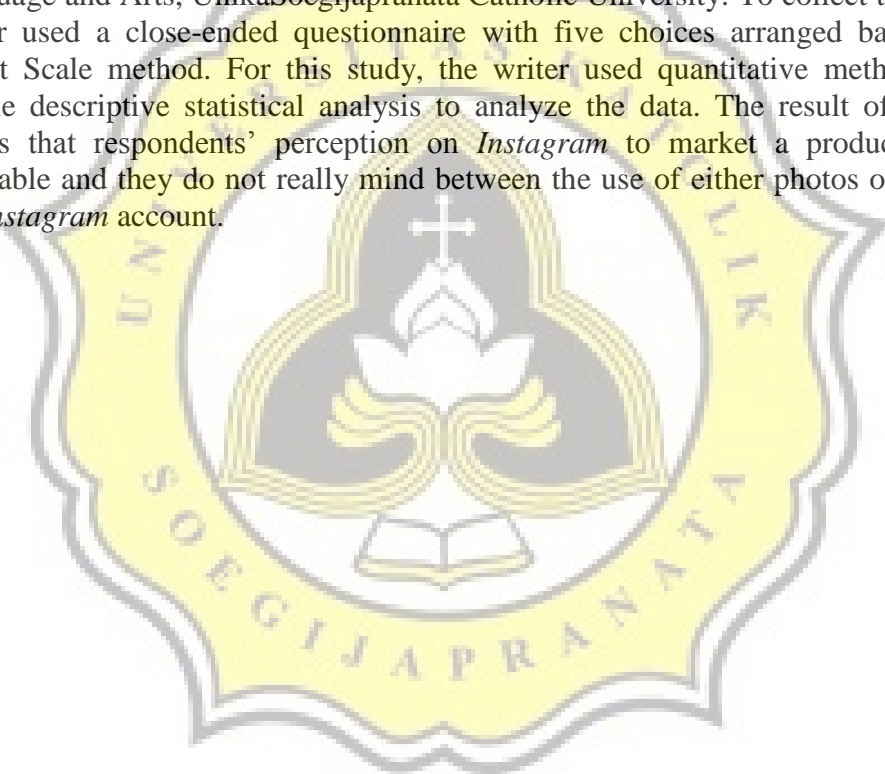 uage and Arts, UnikaSoegijapranata Catholic University. To collect t
r used a close-ended questionnaire with five choices arranged ba
t Scale method. For this study, the writer used quantitative meth
e descriptive statistical analysis to analyze the data. The result of
s that respondents' perception on Instagram to market a produc
able and they do not really mind between the use of either photos o
nstagram account.
UNIVERSITAS KATOLIK
SOEGIJAPRANATA